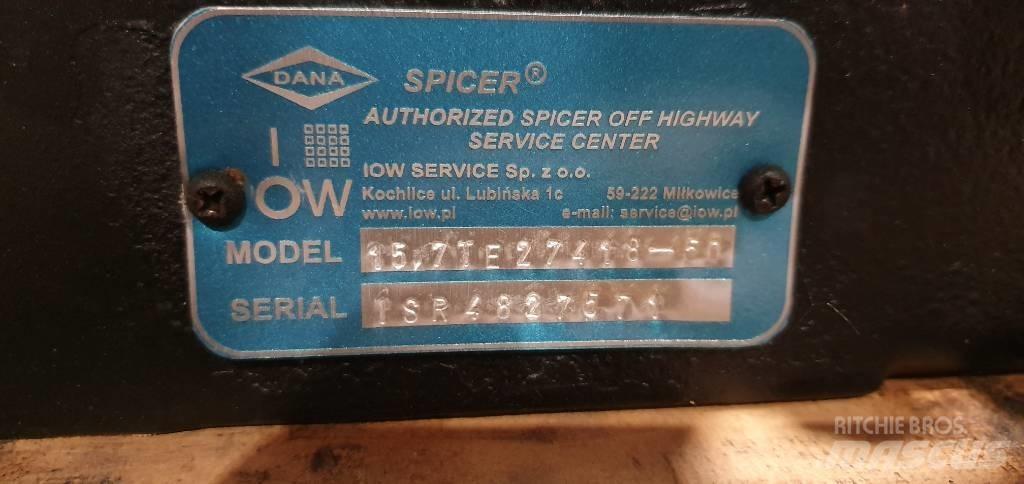 DANA
SPICER®
AUTHORIZED SPICER OFF HIGHWAY
SERVICE CENTER
I
OW
IOW SERVICE Sp. z o.o.
Kochlice ul. Lubińska 1c 59-222 Miłkowice
www.iow.pl e-mail: service@iow.pl
MODEL
SERIAL
RITCHIE BROS.
MASCUS